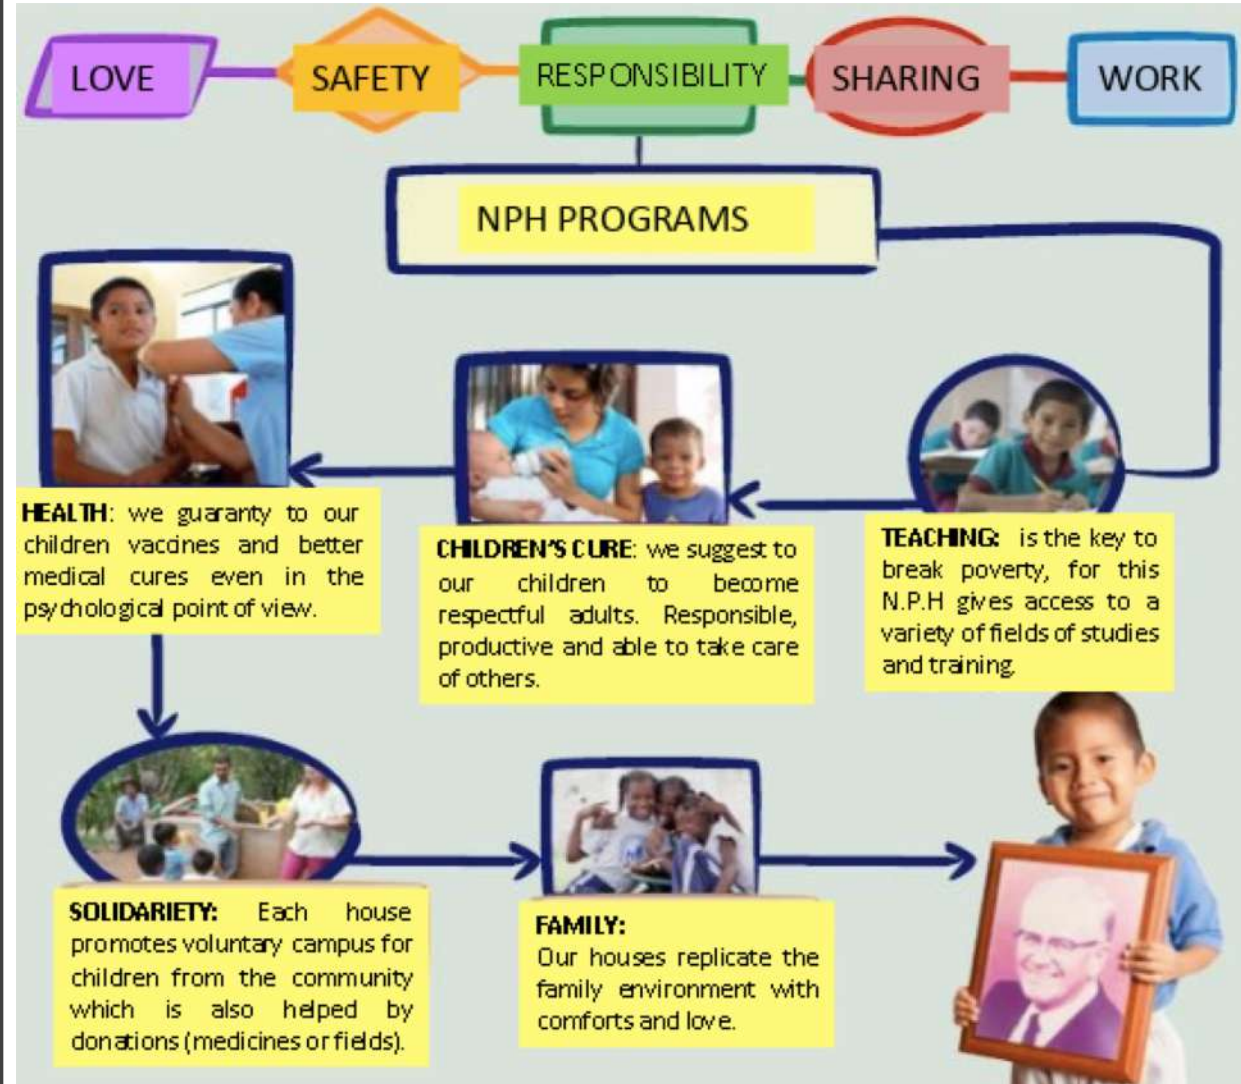 LOVE
SAFETY
RESPONSIBILITY
SHARING
WORK
NPH PROGRAMS
HEALTH: we guaranty to our
children vaccines and better
medical cures even in the
psychological point of view.
CHILDREN'S CURE: we suggest to
our children to become
respectful adults. Responsible,
productive and able to take care
of others.
TEACHING: is the key to
break poverty, for this
N.P.H gives access to a
variety of fields of studies
and training.
SOLIDARIETY: Each house
promotes voluntary campus for
children from the community
which is also helped by
donations (medicines or fields).
FAMILY:
Our houses replicate the
family environment with
comforts and love.